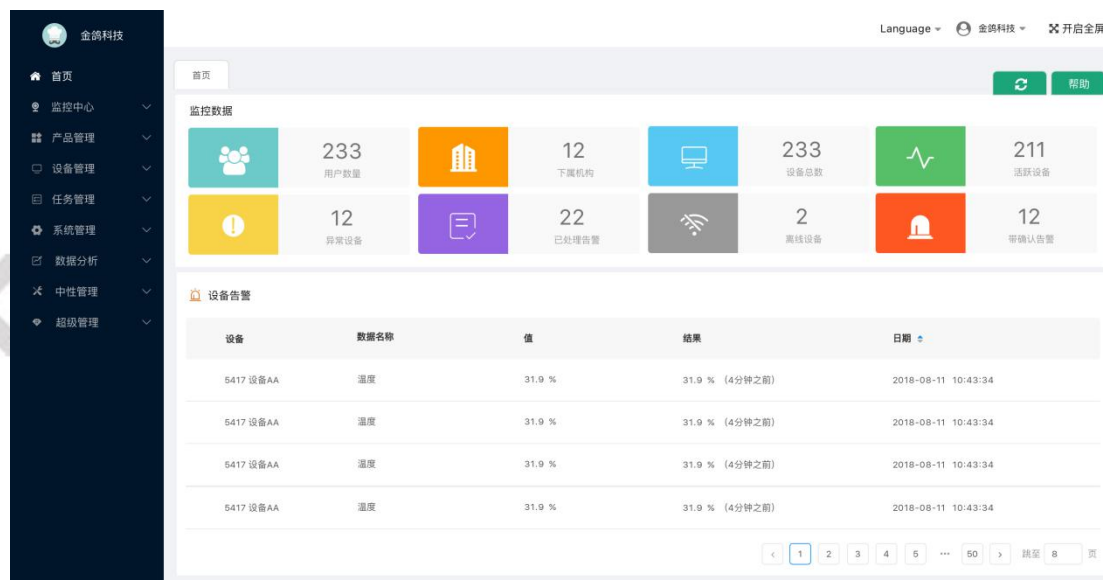 金鸽科技
Language 金鸽科技 开启全屏
首页
监控中心
产品管理
设备管理
任务管理
系统管理
数据分析
中性管理
超级管理
首页
帮助
监控数据
233
用户数量
12
下属机构
233
设备总数
211
活跃设备
12
异常设备
22
已处理告警
2
离线设备
12
带确认告警
设备告警
设备 数据名称 值 结果 日期
5417 设备AA 温度 31.9 % 31.9 % (4分钟之前) 2018-08-11 10:43:34
5417 设备AA 温度 31.9 % 31.9 % (4分钟之前) 2018-08-11 10:43:34
5417 设备AA 温度 31.9 % 31.9 % (4分钟之前) 2018-08-11 10:43:34
5417 设备AA 温度 31.9 % 31.9 % (4分钟之前) 2018-08-11 10:43:34
< 1 2 3 4 5 ··· 50 > 跳至 8 页